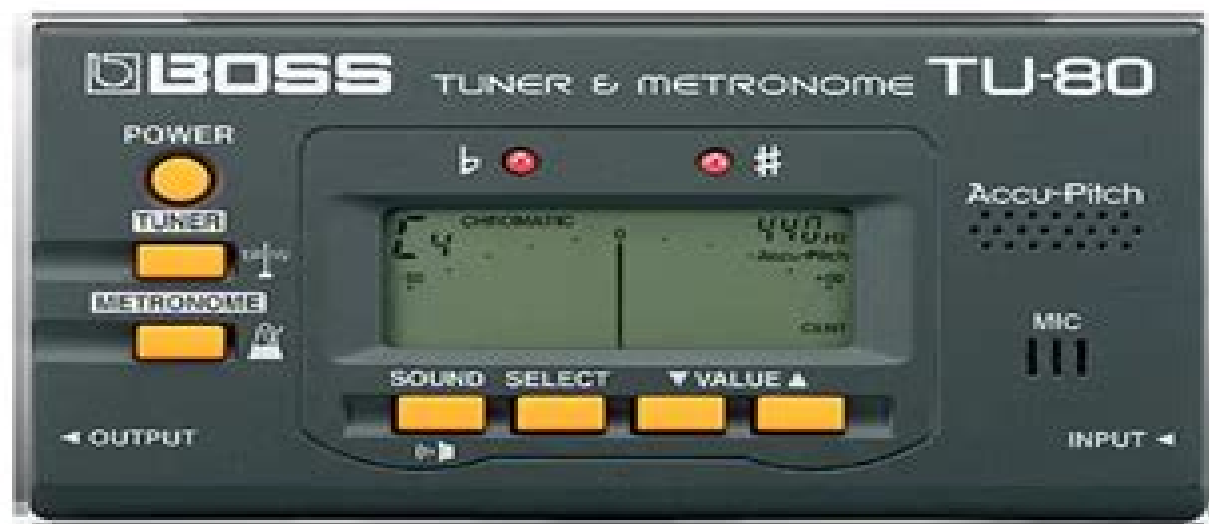 BOSS TUNER & METRONOME TU-80
POWER
♭ ♯
TUNER
Accu-Pitch
C4 CHROMATIC 0 440Hz
Accu-Pitch
METRONOME
CENT
MIC
SOUND SELECT ▼ VALUE ▲
◄ OUTPUT
INPUT ◄